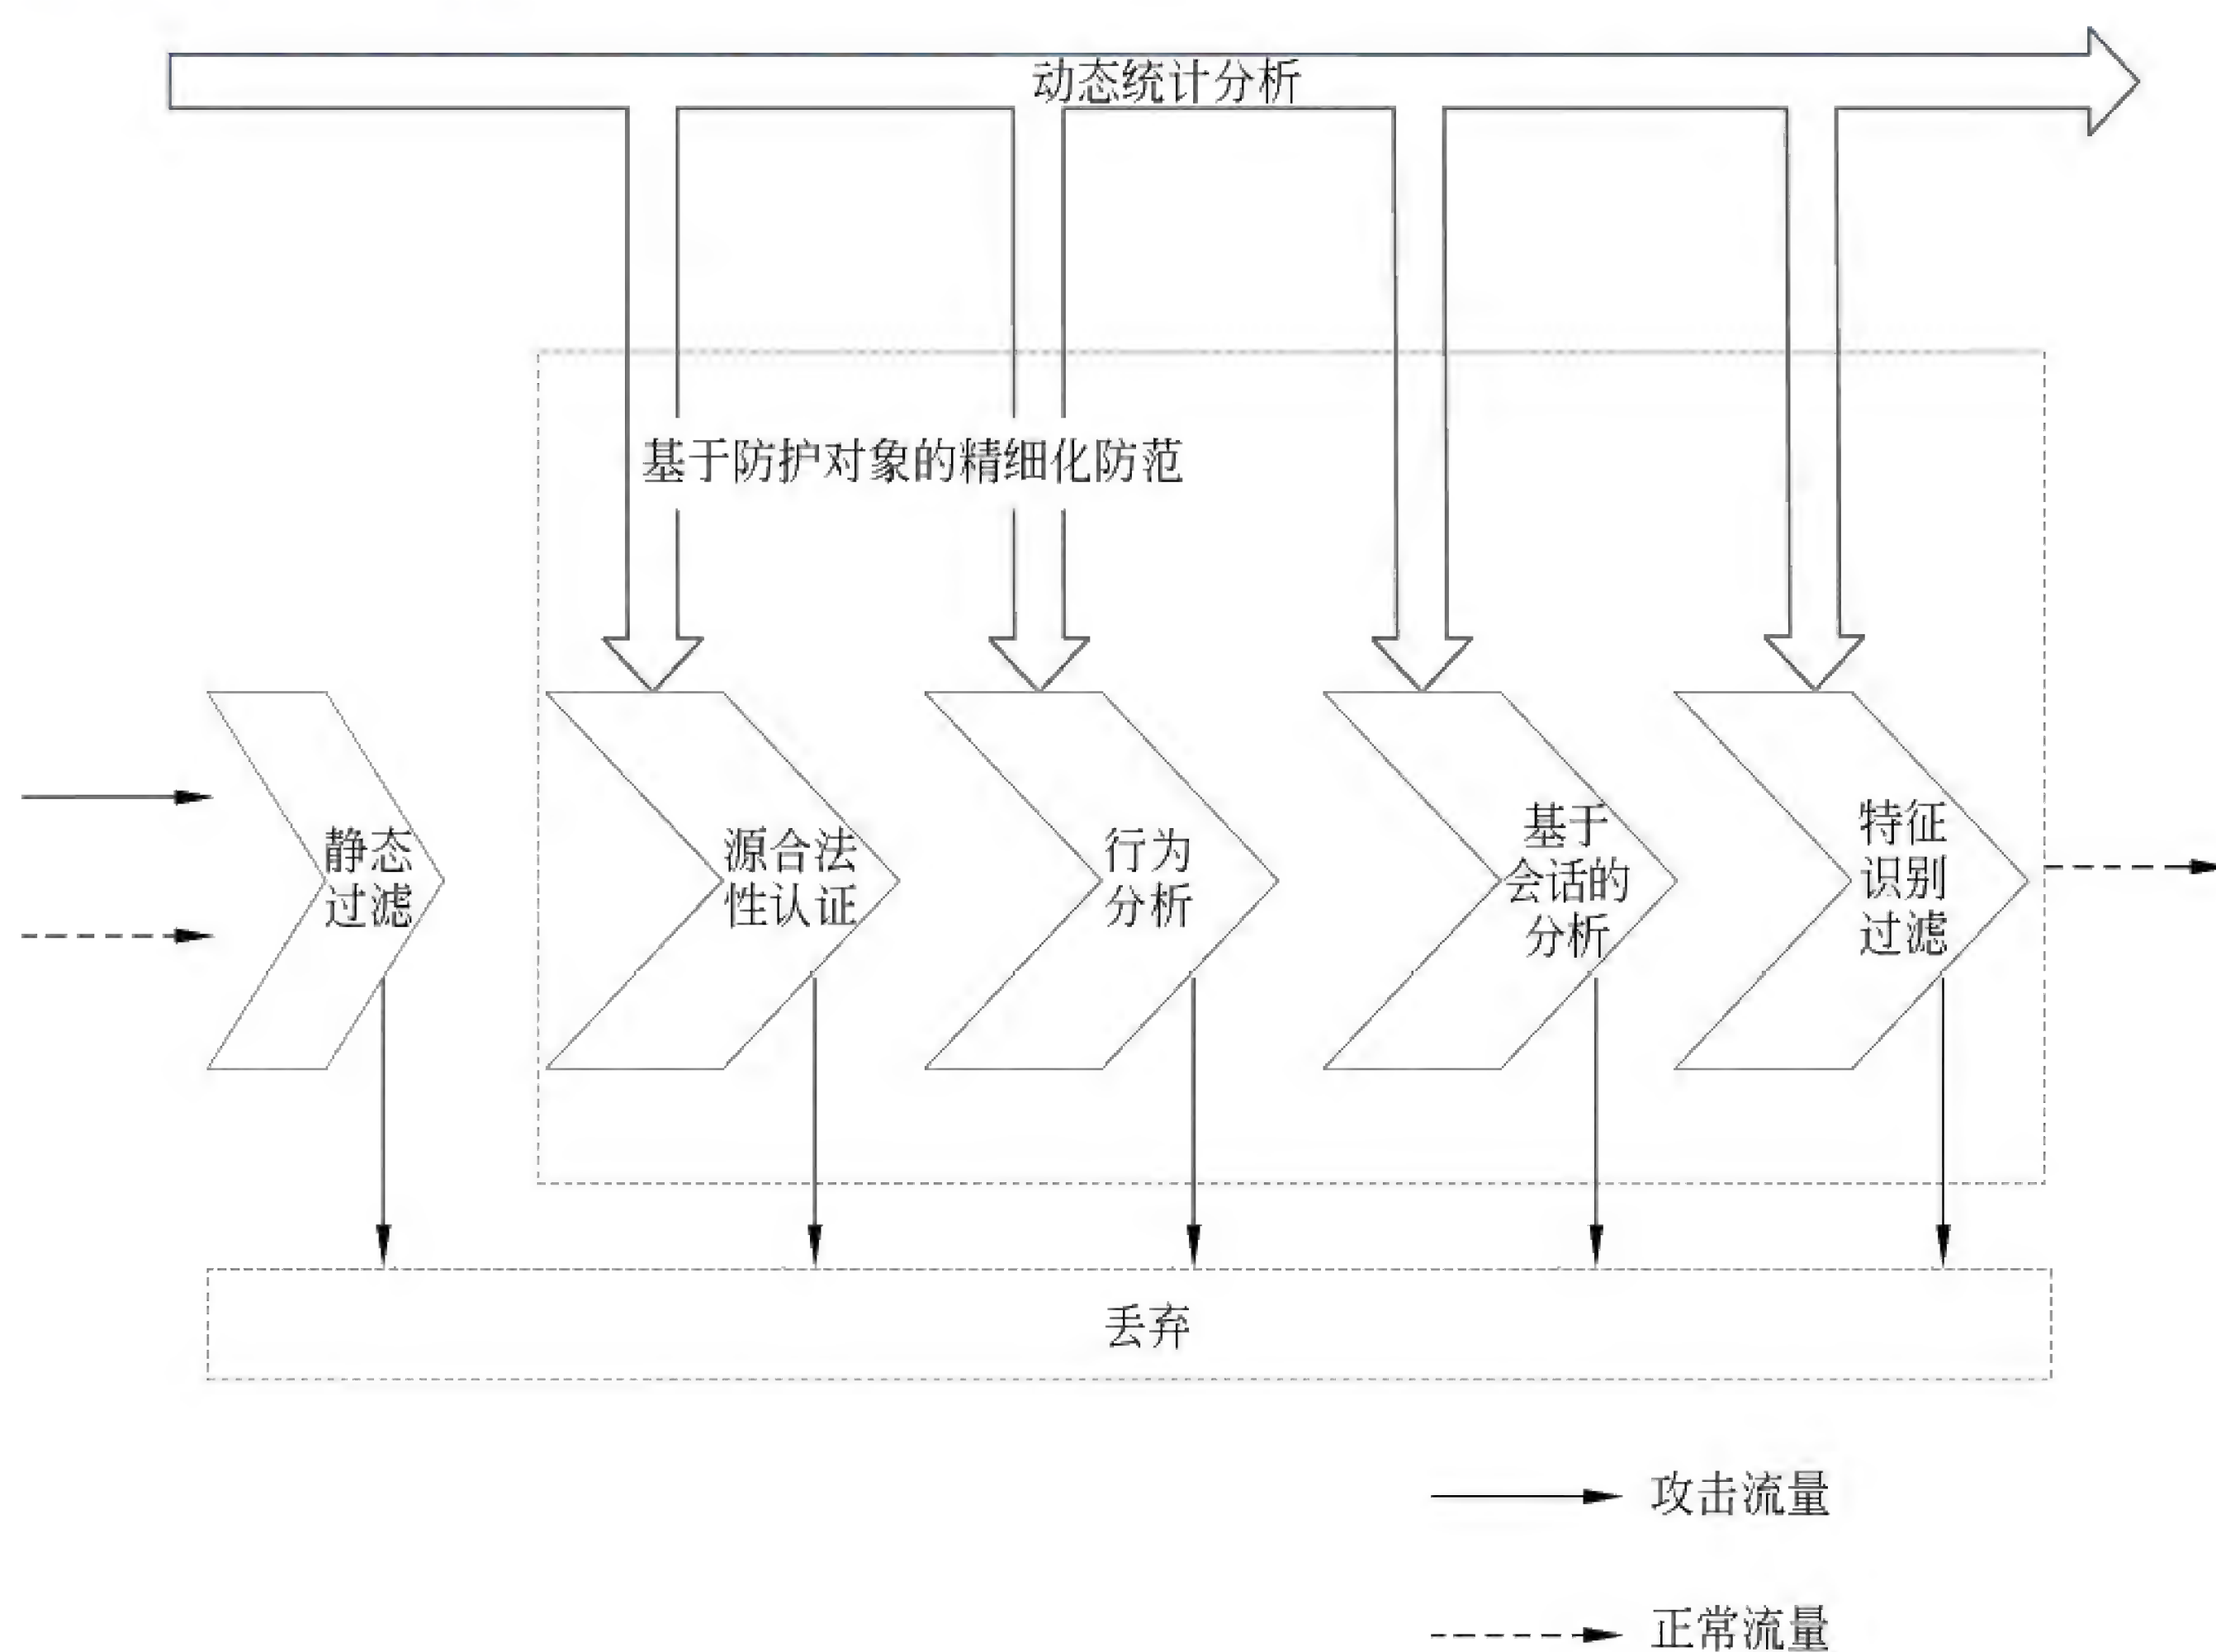 动态统计分析
基于防护对象的精细化防范
静态
过滤
源合法
性认证
行为
分析
基于
会话的
分析
特征
识别
过滤
丢弃
攻击流量
正常流量